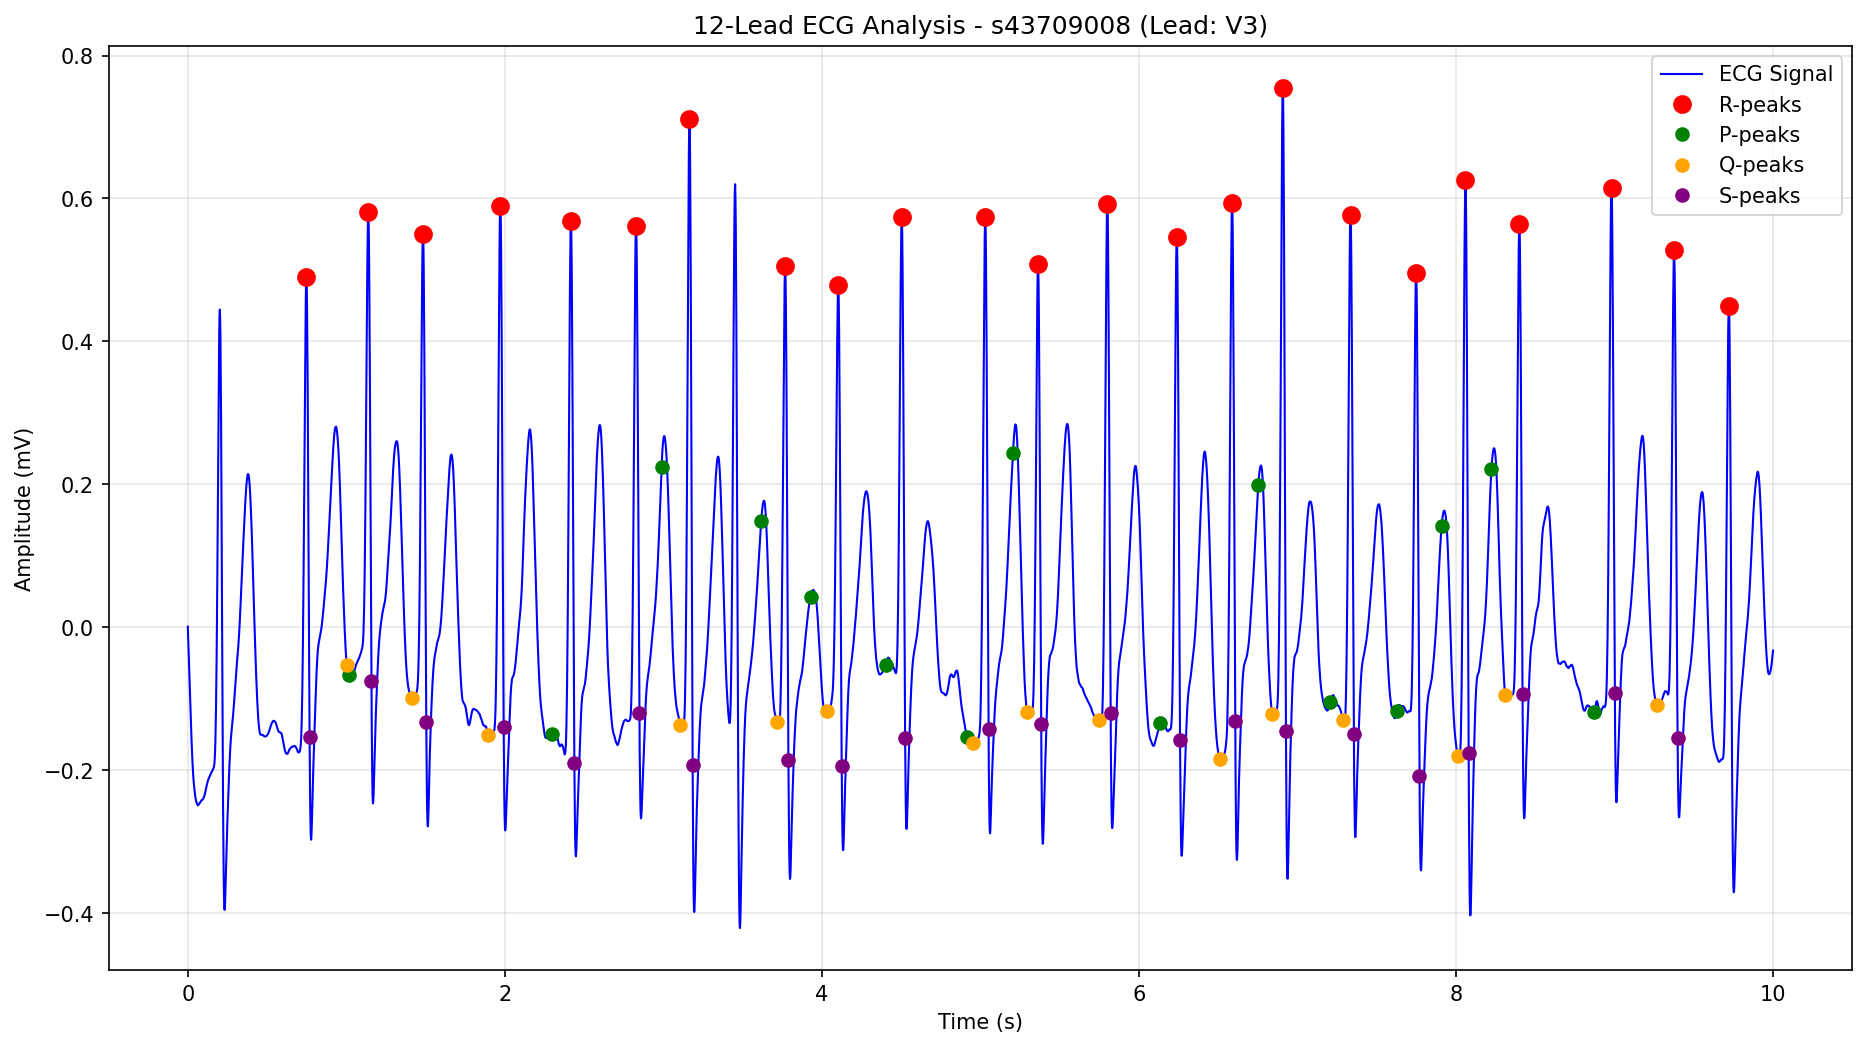 12-Lead ECG Analysis - s43709008 (Lead: V3)
ECG Signal
R-peaks
P-peaks
Q-peaks
S-peaks
Amplitude (mV)
0.8
0.6
0.4
0.2
0.0
−0.2
−0.4
0 2 4 6 8 10
Time (s)